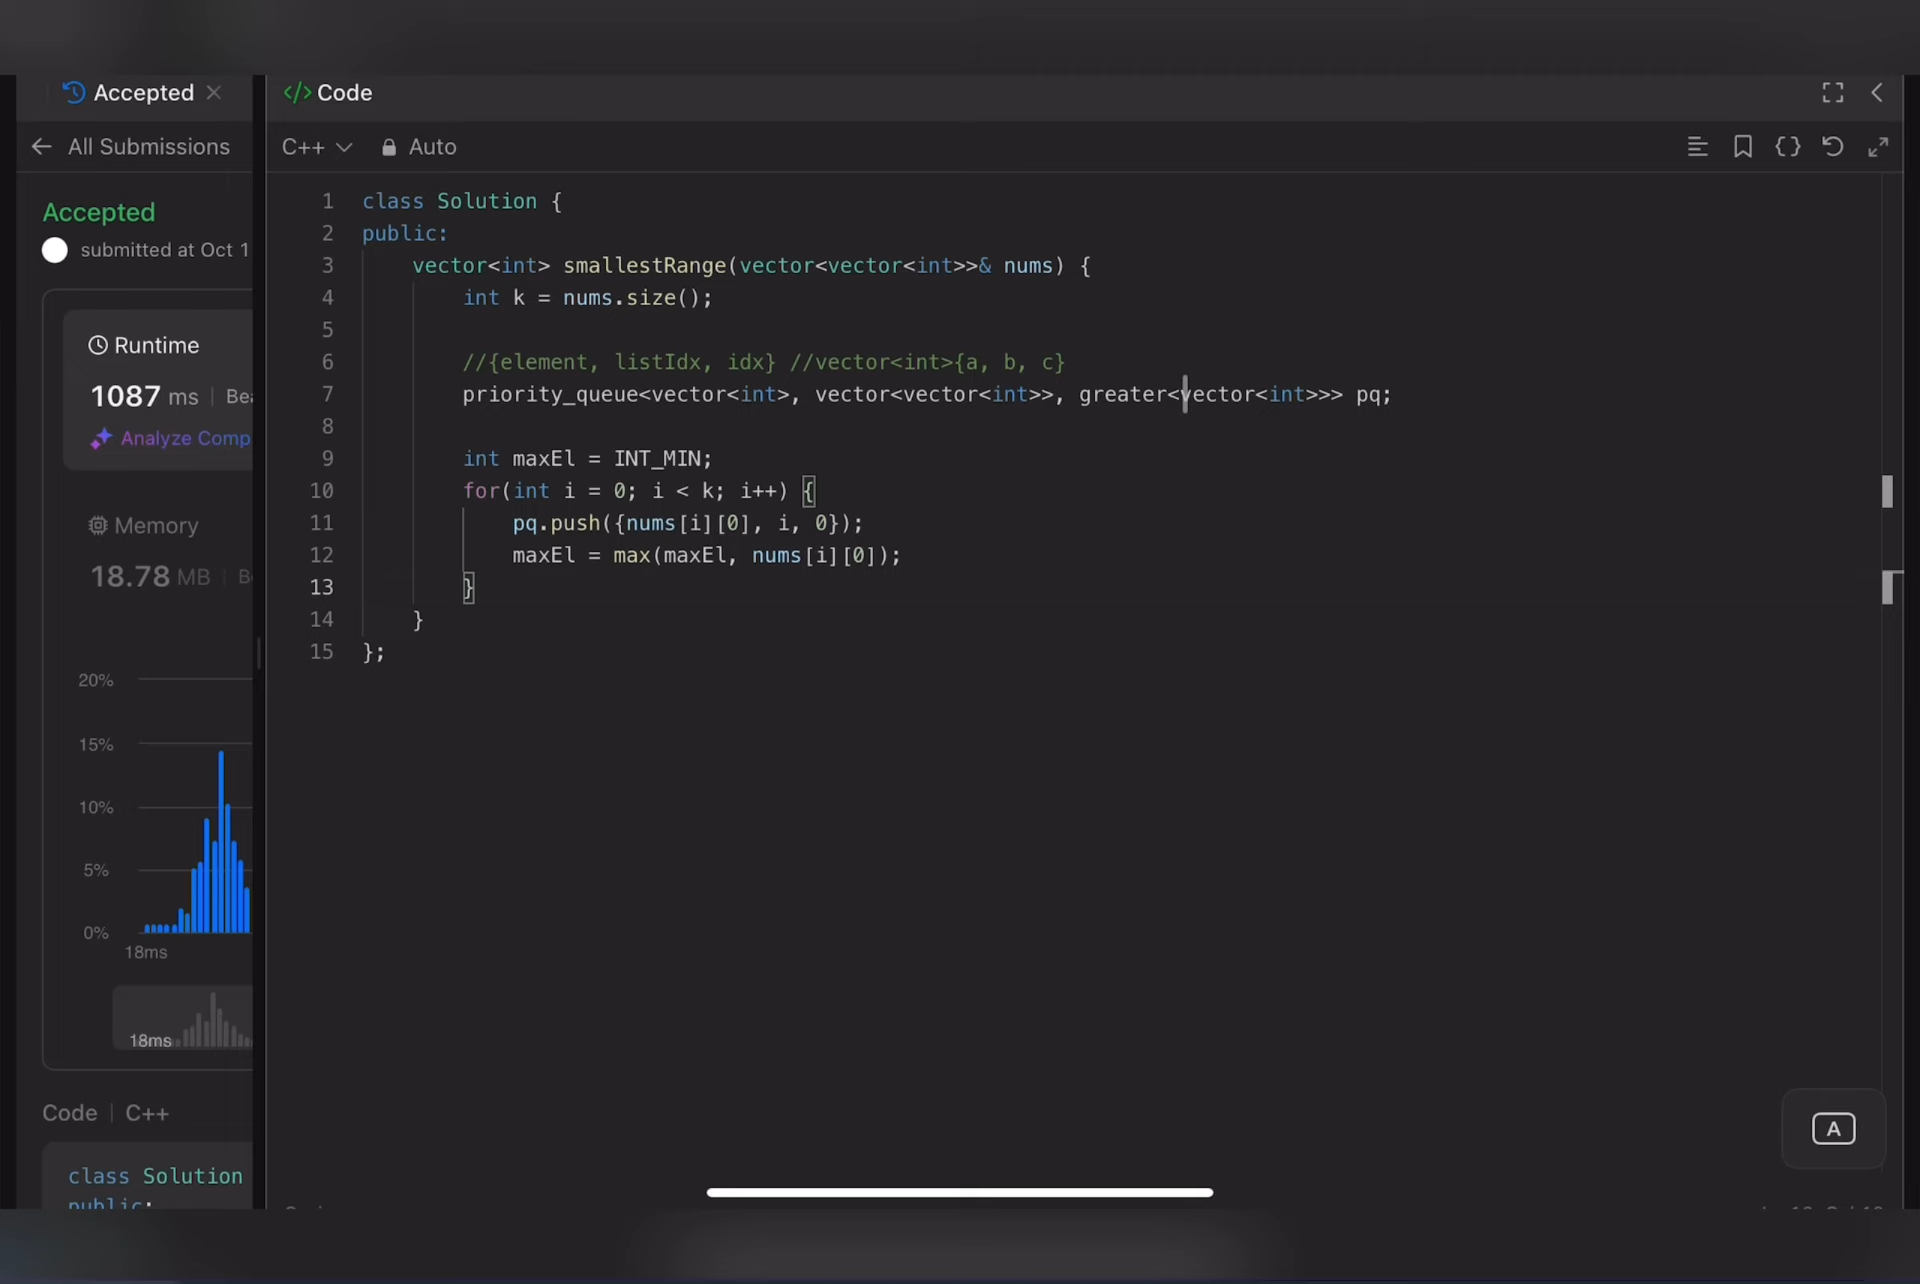 Accepted
All Submissions
Accepted
submitted at Oct 1
Runtime
1087 ms
Analyze Comp
Memory
18.78 MB
20%
15%
10%
5%
0%
18ms
18ms
Code | C++
class Solution
public:
</> Code
C++ Auto
1 class Solution {
2 public:
3 vector<int> smallestRange(vector<vector<int>>& nums) {
4 int k = nums.size();
5
6 //{element, listIdx, idx} //vector<int>{a, b, c}
7 priority_queue<vector<int>, vector<vector<int>>, greater<vector<int>>> pq;
8
9 int maxEl = INT_MIN;
10 for(int i = 0; i < k; i++) {
11 pq.push({nums[i][0], i, 0});
12 maxEl = max(maxEl, nums[i][0]);
13 }
14 }
15 };
A